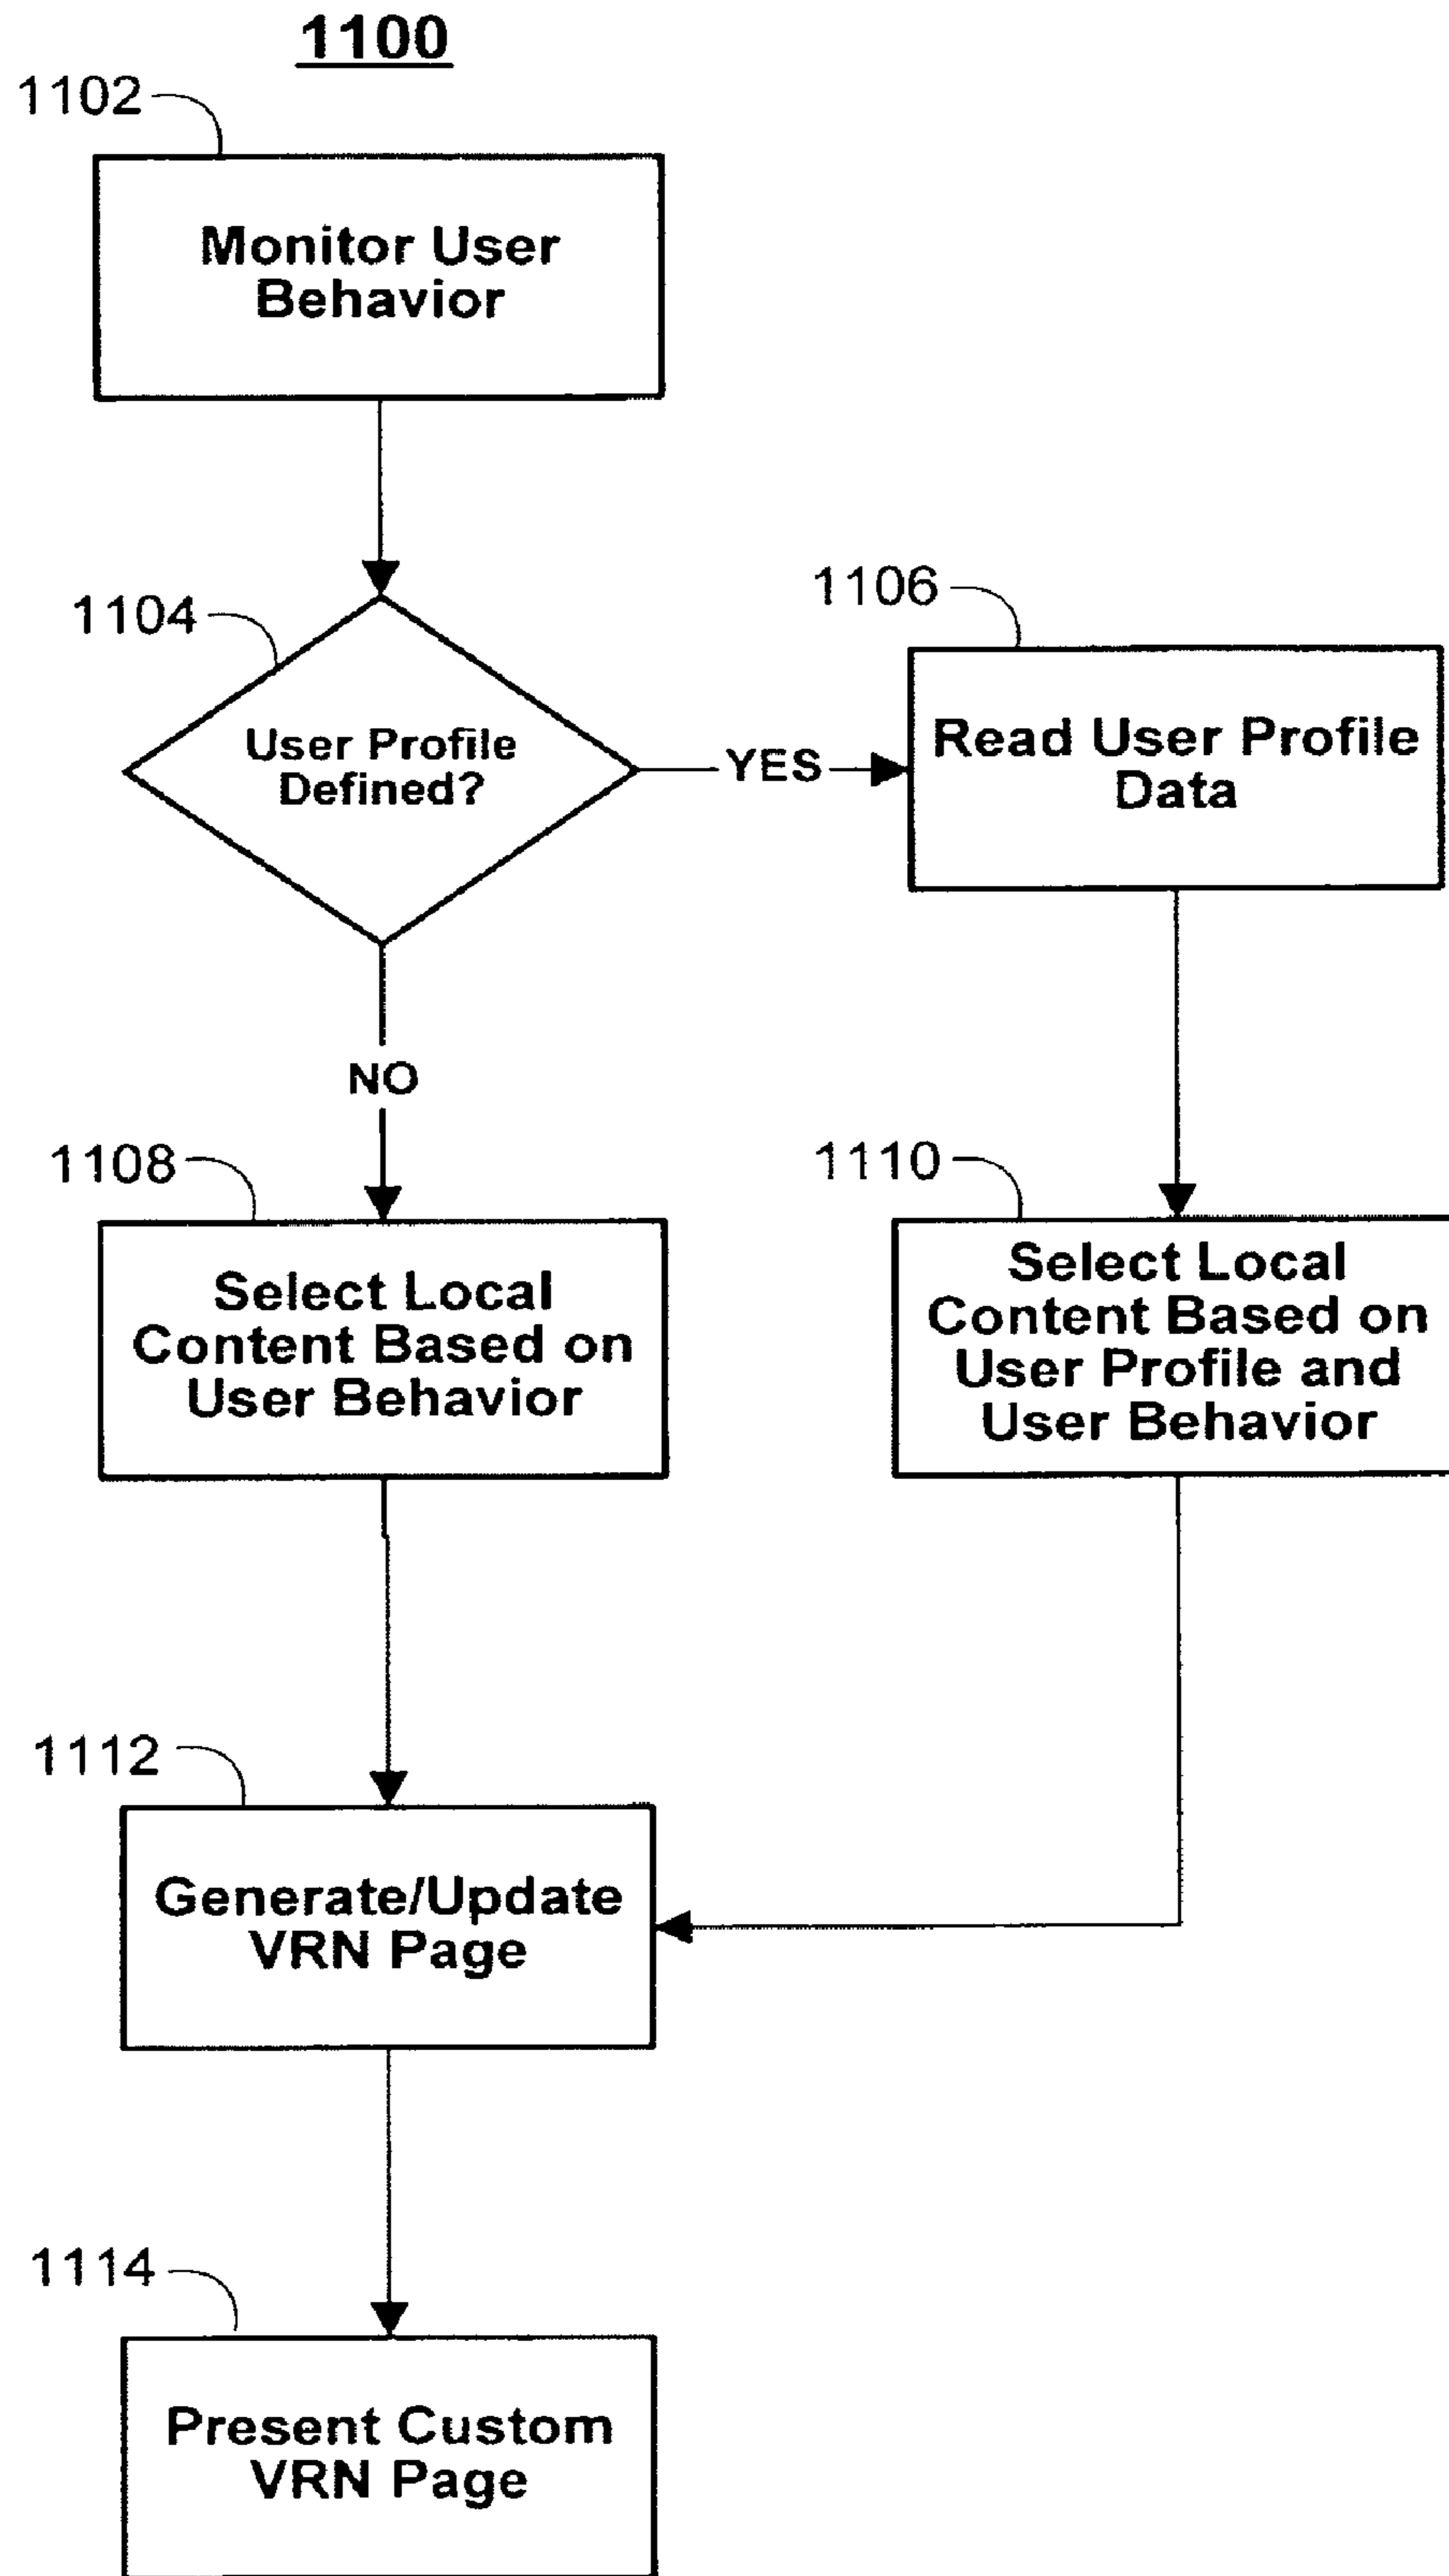 1100
1102
Monitor User
Behavior
1104
User Profile
Defined?
YES
1106
Read User Profile
Data
NO
1108
Select Local
Content Based on
User Behavior
1110
Select Local
Content Based on
User Profile and
User Behavior
1112
Generate/Update
VRN Page
1114
Present Custom
VRN Page